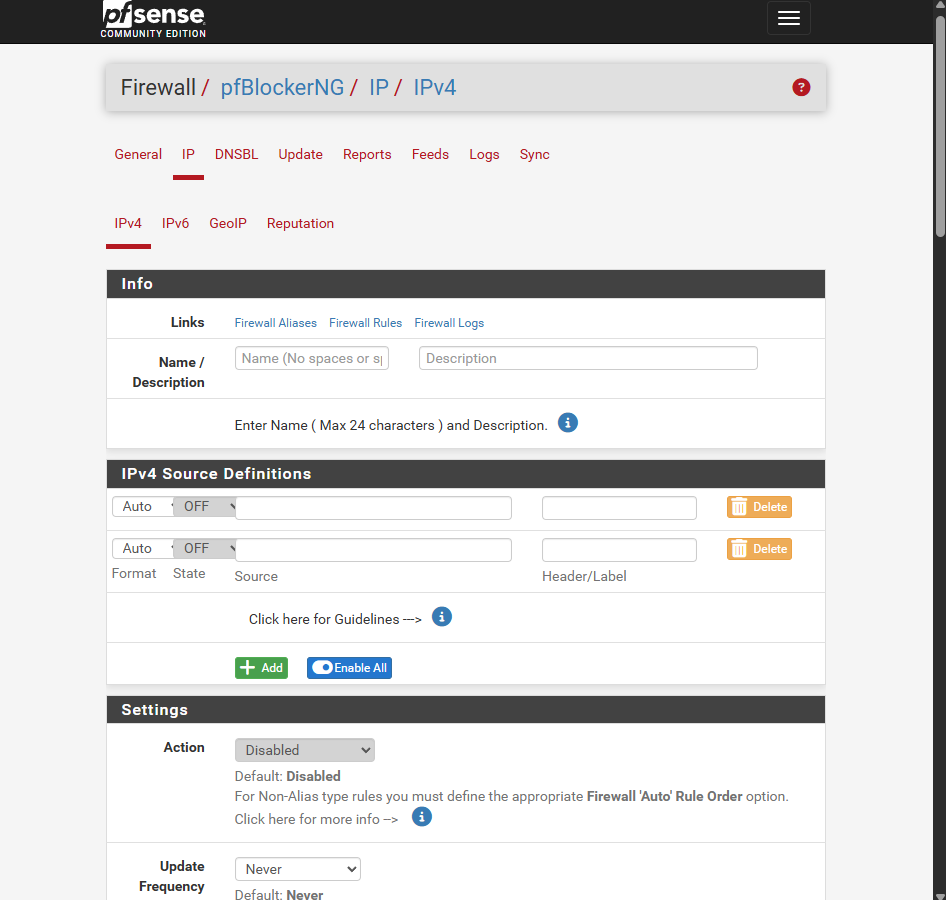 pfsense
COMMUNITY EDITION
Firewall / pfBlockerNG / IP / IPv4
General IP DNSBL Update Reports Feeds Logs Sync
IPv4 IPv6 GeoIP Reputation
Info
Links Firewall Aliases Firewall Rules Firewall Logs
Name / Description Name (No spaces or sp Description
Enter Name ( Max 24 characters ) and Description.
IPv4 Source Definitions
Auto OFF Delete
Auto OFF Delete
Format State Source Header/Label
Click here for Guidelines --->
Add Enable All
Settings
Action Disabled
Default: Disabled
For Non-Alias type rules you must define the appropriate Firewall 'Auto' Rule Order option.
Click here for more info -->
Update Frequency Never
Default: Never